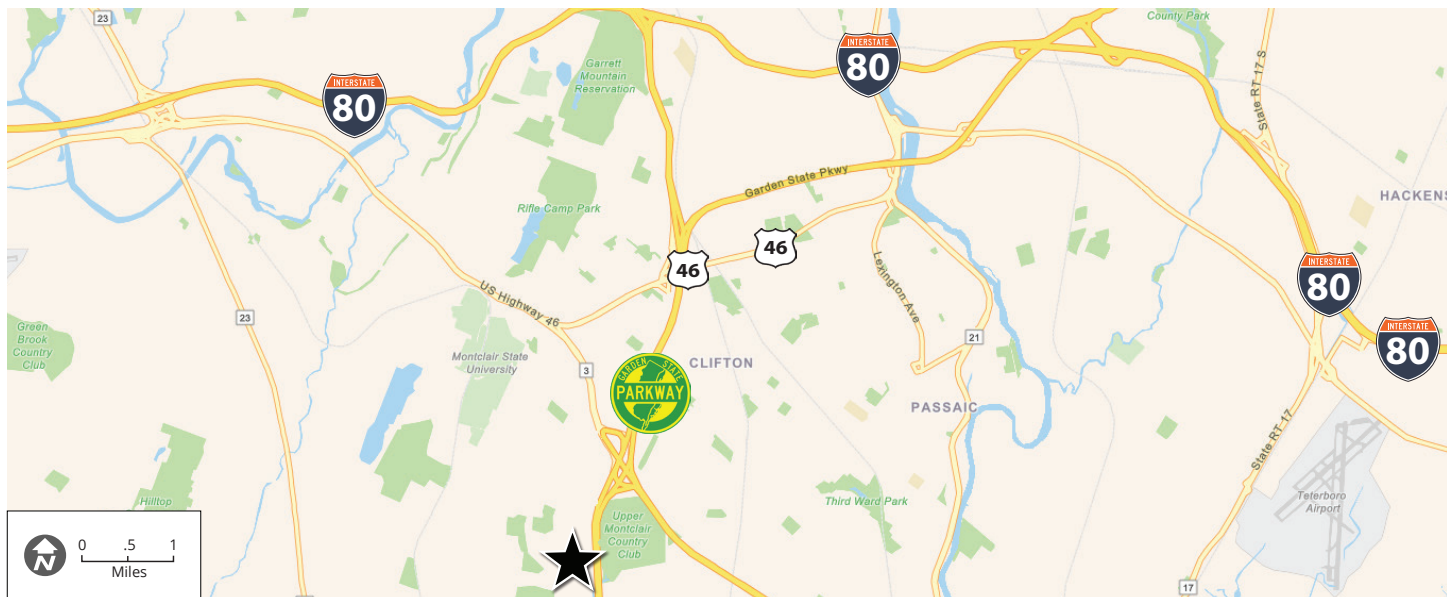 23
County Park
INTERSTATE
80
State RT 17 S
Garrett
Mountain
Reservation
INTERSTATE
80
Garden State Pkwy
HACKENS
Rifle Camp Park
46
46
Lexington Ave
INTERSTATE
80
US Highway 46
23
Green
Brook
Country
Club
Montclair State
University
21
INTERSTATE
80
3
GARDEN STATE
PARKWAY
CLIFTON
PASSAIC
State RT 17
Hilltop
Third Ward Park
Teterboro
Airport
Upper
Montclair
Country
Club
N
0 .5 1
Miles
17